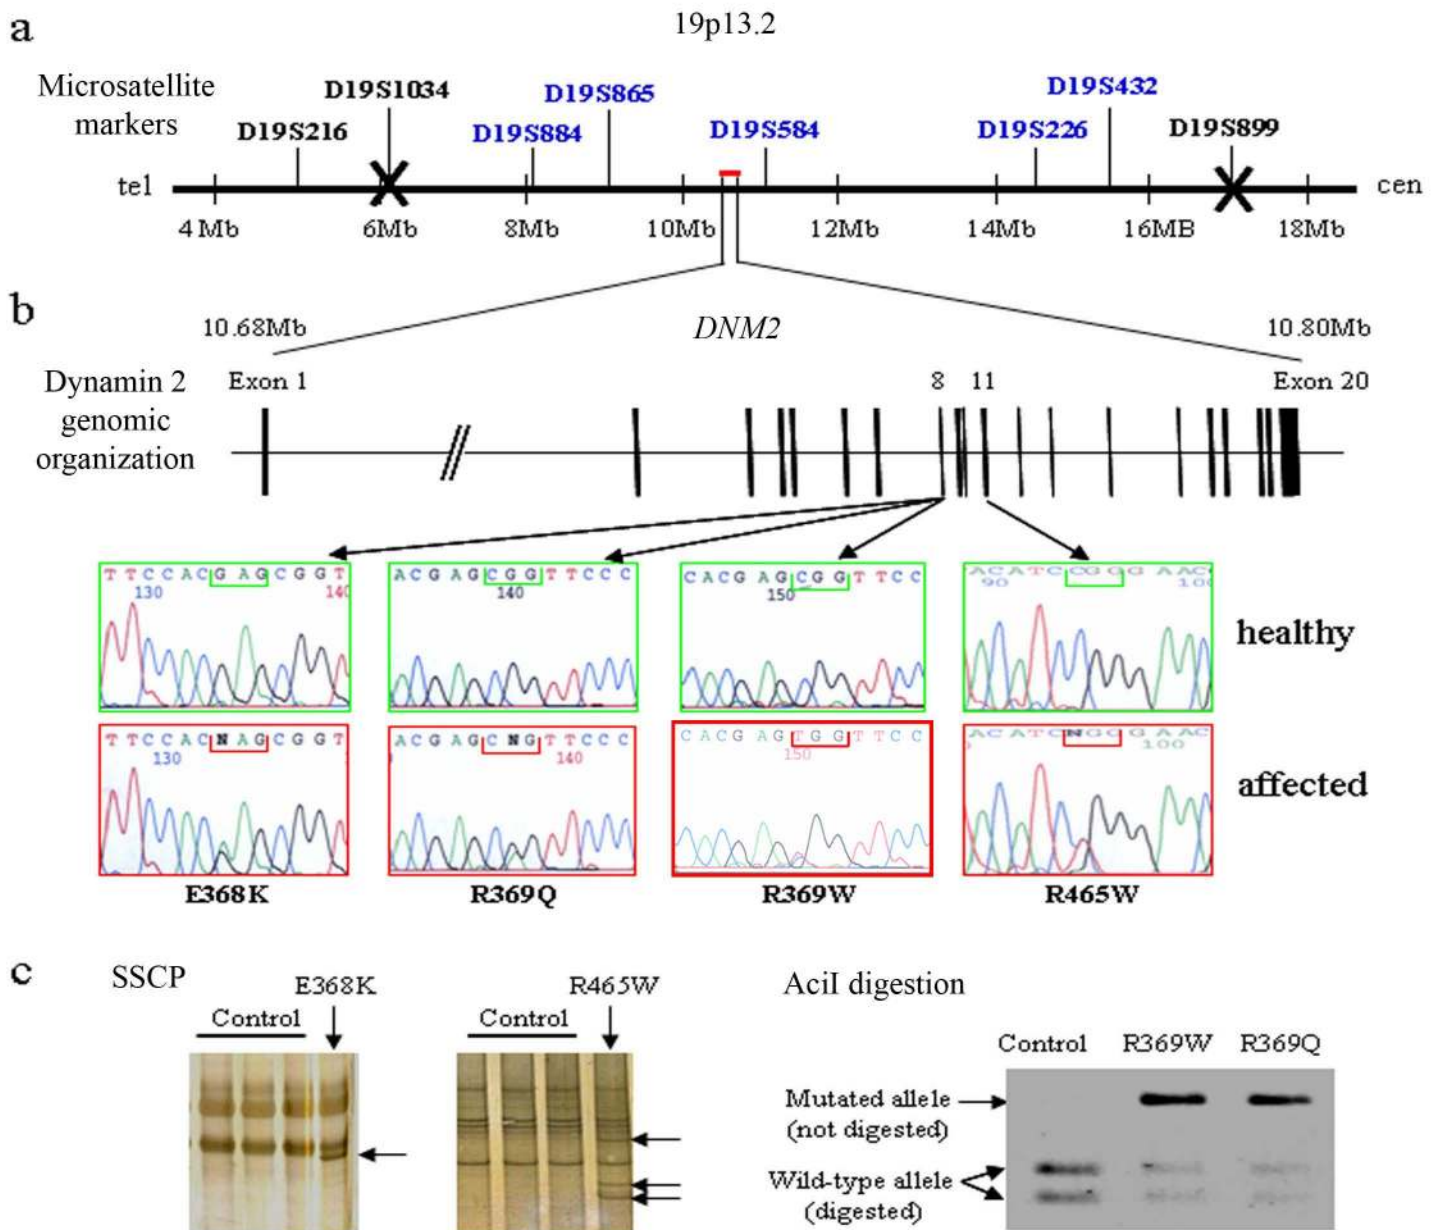 a
19p13.2
Microsatellite
markers
D19S216
D19S1034
D19S884
D19S865
D19S584
D19S226
D19S432
D19S899
tel
cen
4 Mb
6Mb
8Mb
10Mb
12Mb
14Mb
16MB
18Mb
b
10.68Mb
DNM2
10.80Mb
Dynamin 2
genomic
organization
Exon 1
8
11
Exon 20
T T C C A C G A G C G G T
130
140
A C G A G C G G T T C C C
140
C A C G A G C G G T T C C
150
A C A T C C G G G A A C
90
healthy
T T C C A C N A G C G G T
130
A C G A G C N G T T C C C
140
C A C G A G T G G T T C C
150
A C A T C N G G G A A C
100
affected
E368K
R369Q
R369W
R465W
c
SSCP
E368K
Control
R465W
Control
AciI digestion
Control
R369W
R369Q
Mutated allele
(not digested)
Wild-type allele
(digested)